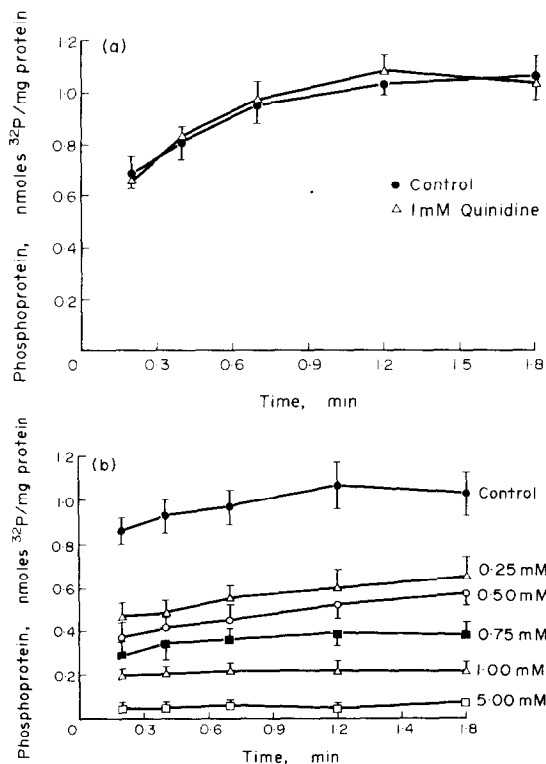 (a)
Phosphoprotein, nmoles ³²P/mg protein
1·2
1·0
0·8
0·6
0·4
0·2
0
0·3
0·6
0·9
1·2
1·5
1·8
● Control
△ 1mM Quinidine
Time, min
(b)
Phosphoprotein, nmoles ³²P/mg protein
1·2
1·0
0·8
0·6
0·4
0·2
0
0·3
0·6
0·9
1·2
1·5
1·8
Control
0·25 mM
0·50 mM
0·75 mM
1·00 mM
5·00 mM
Time, min